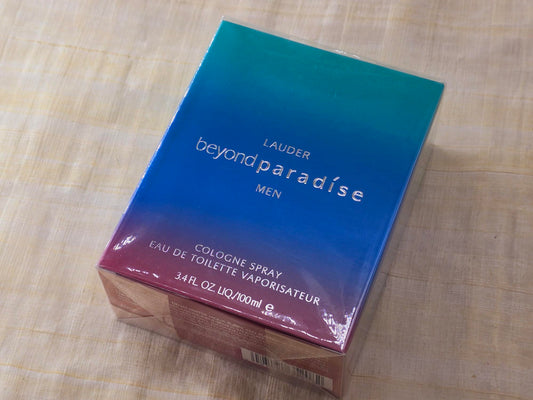 LAUDER
beyondparadise
MEN
COLOGNE SPRAY
EAU DE TOILETTE VAPORISATEUR
3.4 FL. OZ. LIQ./100ml e